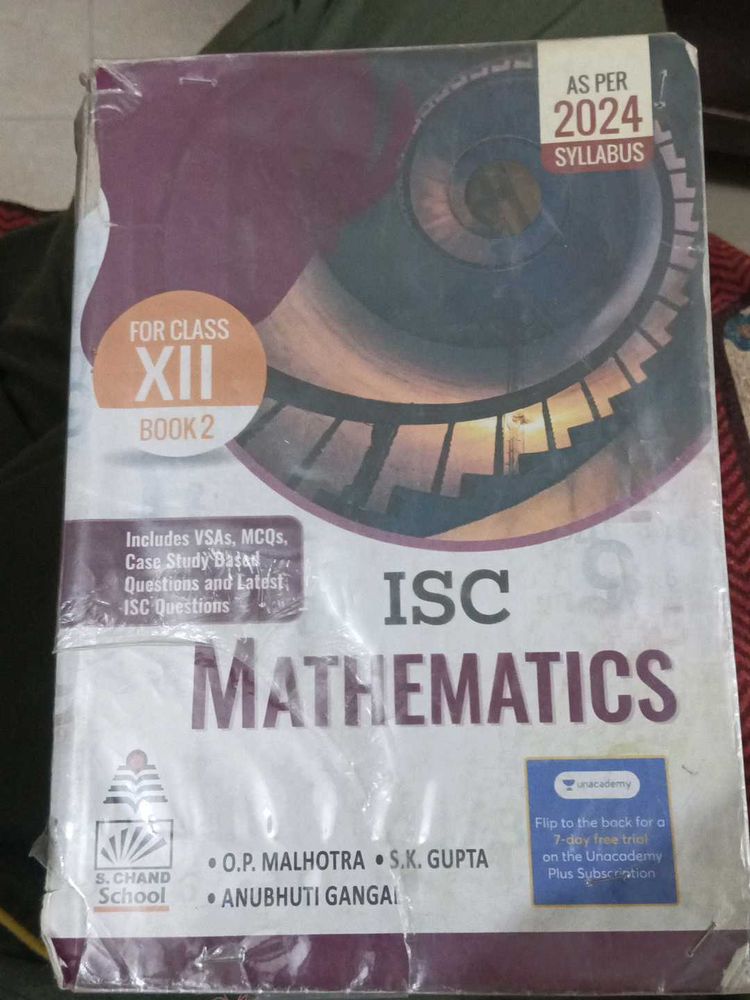 AS PER
2024
SYLLABUS
FOR CLASS
XII
BOOK 2
Includes VSAs, MCQs,
Case Study Based
Questions and Latest
ISC Questions
ISC
MATHEMATICS
unacademy
Flip to the back for a
7-day free trial
on the Unacademy
Plus Subscription
• O.P. MALHOTRA • S.K. GUPTA
• ANUBHUTI GANGAL
S. CHAND
School